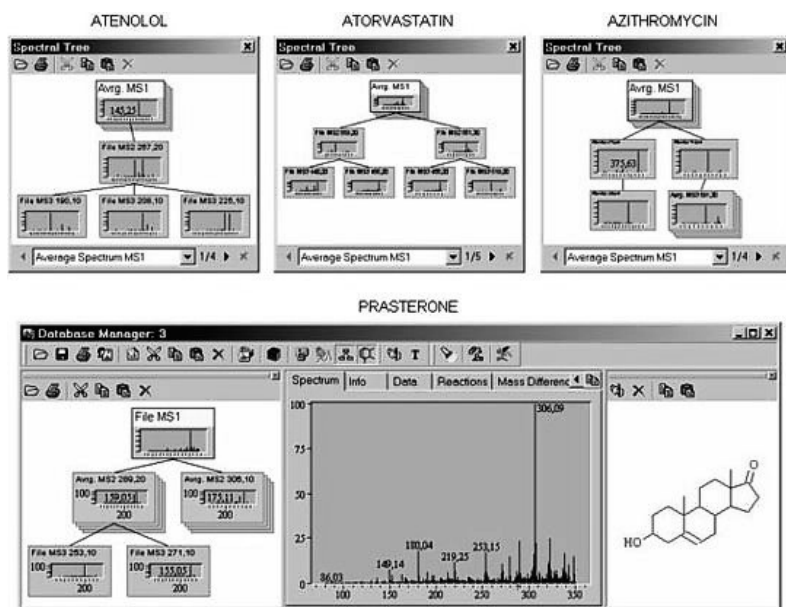 ATENOLOL
ATORVASTATIN
AZITHROMYCIN
Spectral Tree
Avrg. MS1
145,25
File MS2 267,20
File MS3 190,10
File MS3 208,10
File MS3 225,10
Average Spectrum MS1
1/4
Spectral Tree
Avrg. MS1
Average Spectrum MS1
1/5
Spectral Tree
Avrg. MS1
375,63
Average Spectrum MS1
1/4
PRASTERONE
Database Manager: 3
T
File MS1
Avrg. MS2 289,20
100
159,05
200
Avrg. MS2 306,10
100
175,11
200
File MS3 253,10
File MS3 271,10
100
155,05
200
Spectrum
Info
Data
Reactions
Mass Differenc
100
75
50
25
0
306,09
180,04
149,14
219,25
253,15
86,03
100
150
200
250
300
350
O
HO